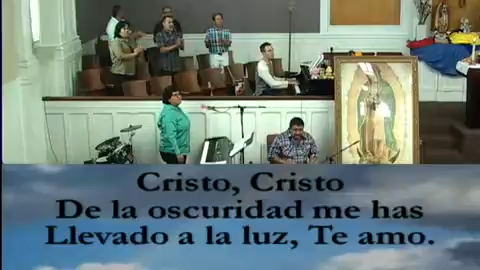 Cristo, Cristo
De la oscuridad me has
Llevado a la luz, Te amo.